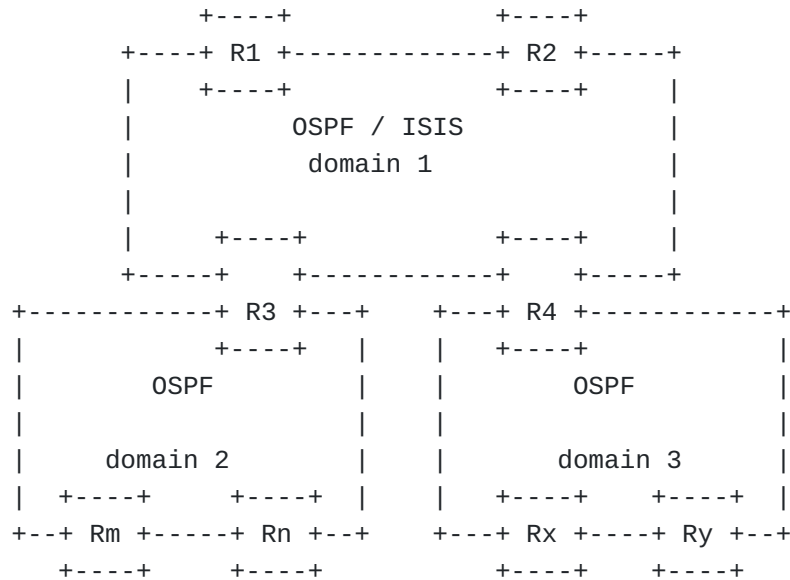 R1 R2
OSPF / ISIS
domain 1
R3 R4
OSPF OSPF
domain 2 domain 3
Rm Rn Rx Ry